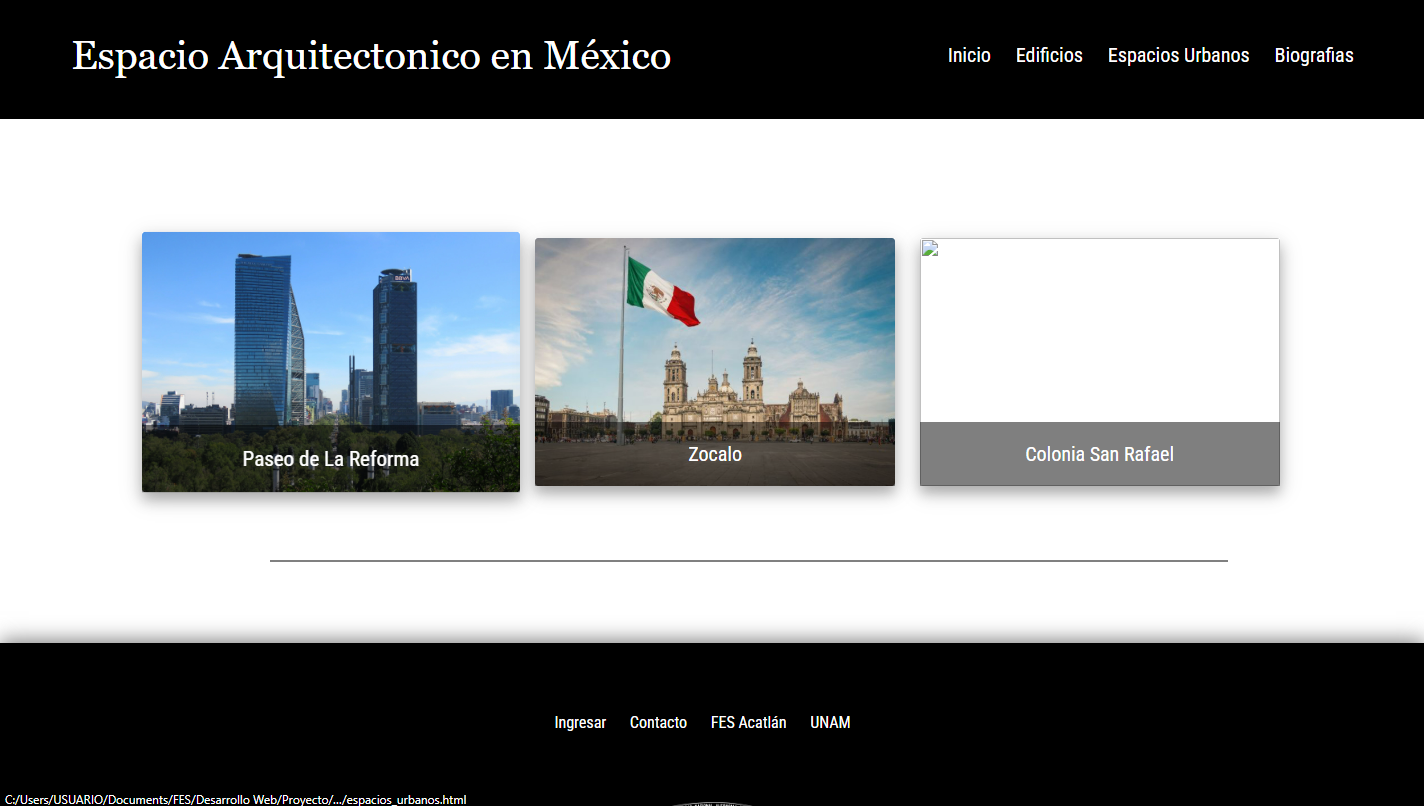 Espacio Arquitectonico en México
Inicio Edificios Espacios Urbanos Biografias
BBVA
Paseo de La Reforma
Zocalo
Colonia San Rafael
Ingresar Contacto FES Acatlán UNAM
C:/Users/USUARIO/Documents/FES/Desarrollo Web/Proyecto/.../espacios_urbanos.html